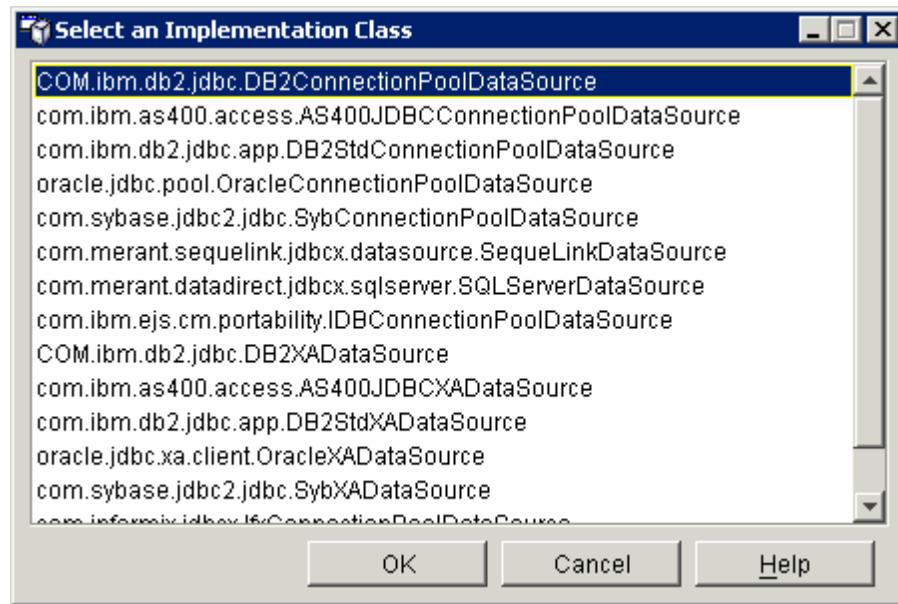 Select an Implementation Class
COM.ibm.db2.jdbc.DB2ConnectionPoolDataSource
com.ibm.as400.access.AS400JDBCConnectionPoolDataSource
com.ibm.db2.jdbc.app.DB2StdConnectionPoolDataSource
oracle.jdbc.pool.OracleConnectionPoolDataSource
com.sybase.jdbc2.jdbc.SybConnectionPoolDataSource
com.merant.sequelink.jdbcx.datasource.SequeLinkDataSource
com.merant.datadirect.jdbcx.sqlserver.SQLServerDataSource
com.ibm.ejs.cm.portability.IDBConnectionPoolDataSource
COM.ibm.db2.jdbc.DB2XADataSource
com.ibm.as400.access.AS400JDBCXADataSource
com.ibm.db2.jdbc.app.DB2StdXADataSource
oracle.jdbc.xa.client.OracleXADataSource
com.sybase.jdbc2.jdbc.SybXADataSource
com.informix.jdbcx.IfxConnectionPoolDataSource
OK Cancel Help